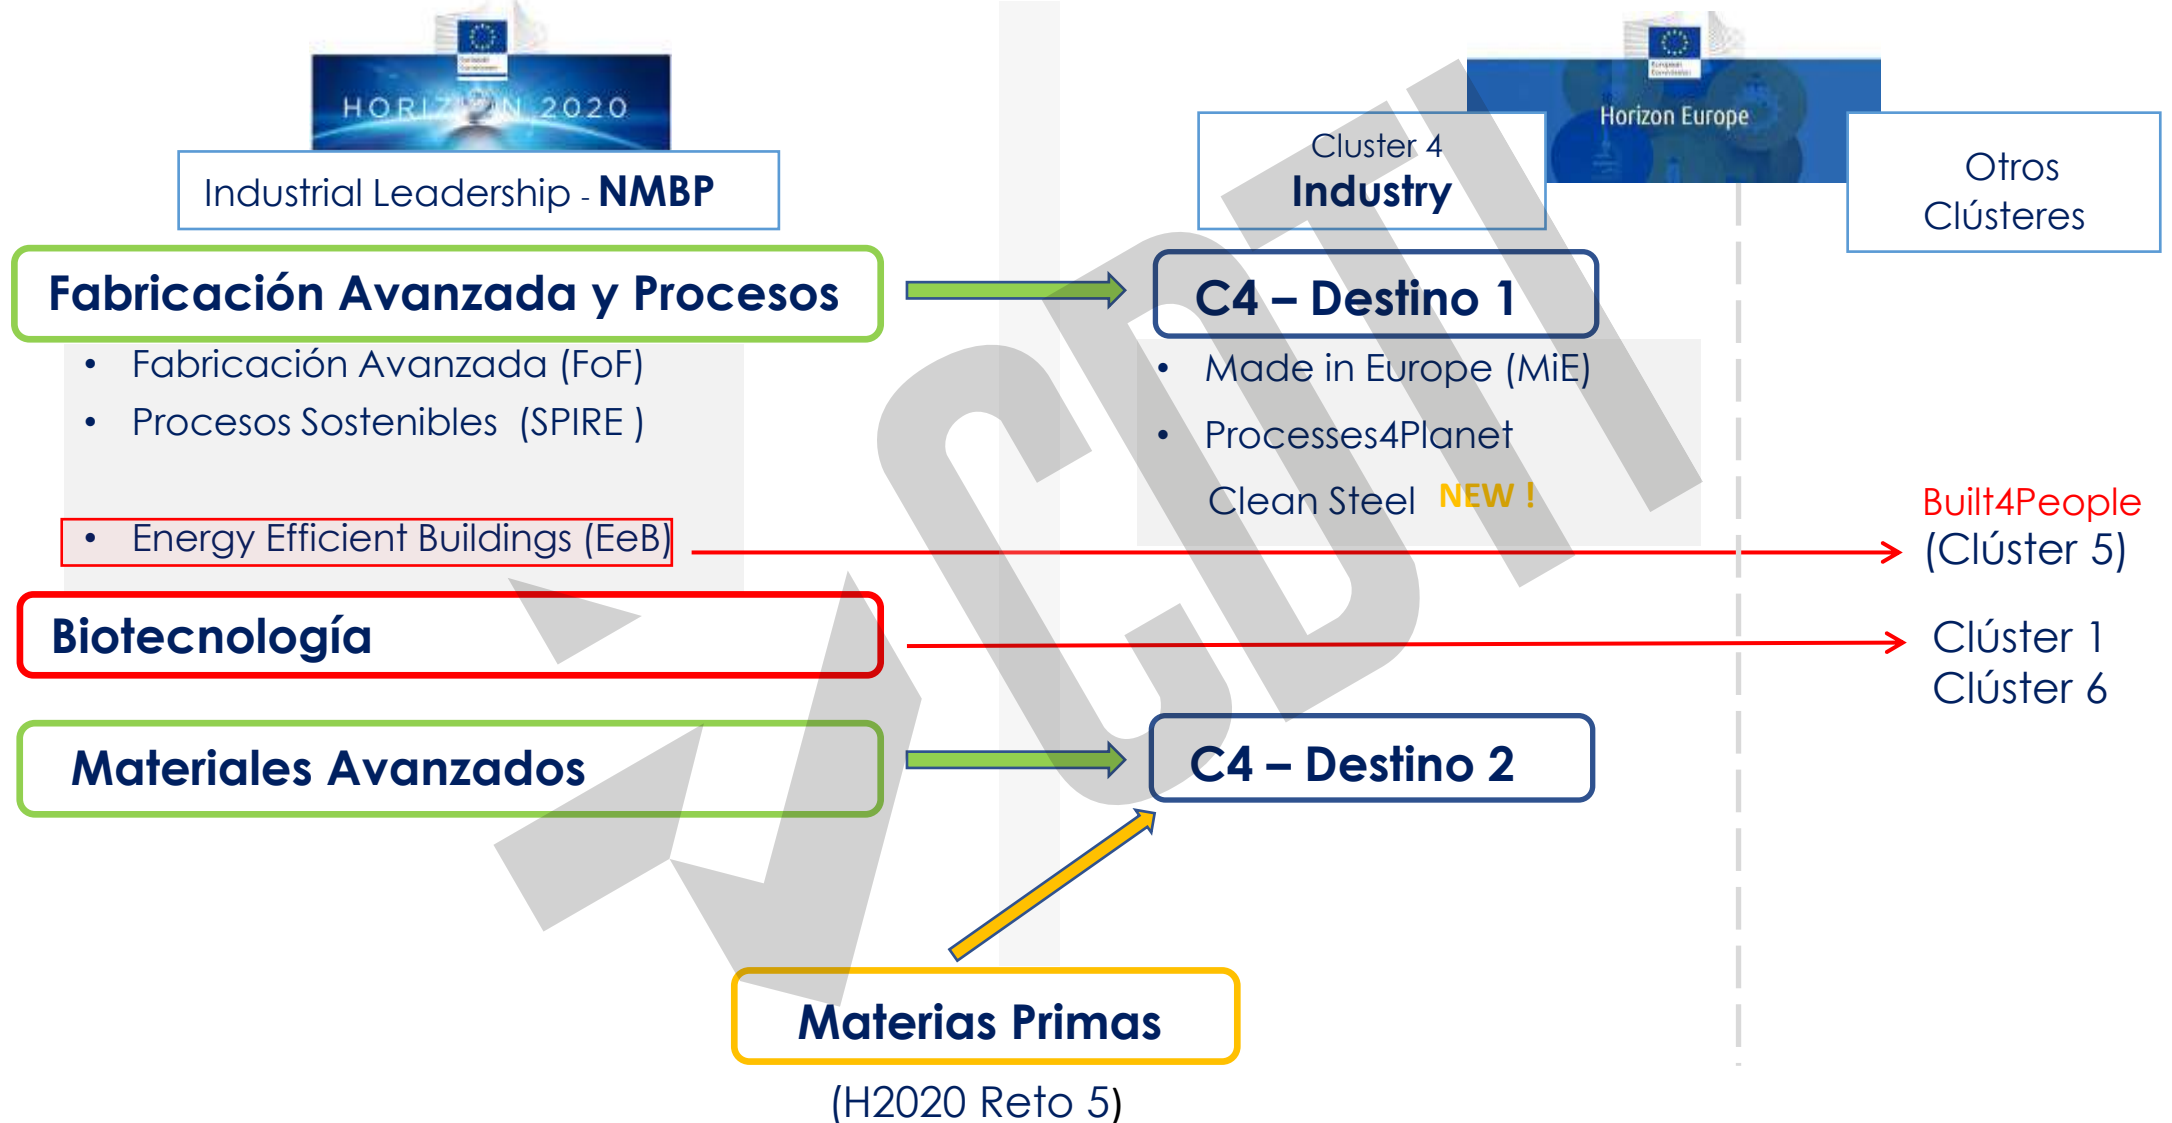 HORIZON 2020
Industrial Leadership - NMBP
Fabricación Avanzada y Procesos
• Fabricación Avanzada (FoF)
• Procesos Sostenibles (SPIRE )
• Energy Efficient Buildings (EeB)
Biotecnología
Materiales Avanzados
Materias Primas
(H2020 Reto 5)
European
Commission
Horizon Europe
Cluster 4
Industry
C4 – Destino 1
• Made in Europe (MiE)
• Processes4Planet
Clean Steel NEW !
C4 – Destino 2
Otros
Clústeres
Built4People
(Clúster 5)
Clúster 1
Clúster 6
CDTI